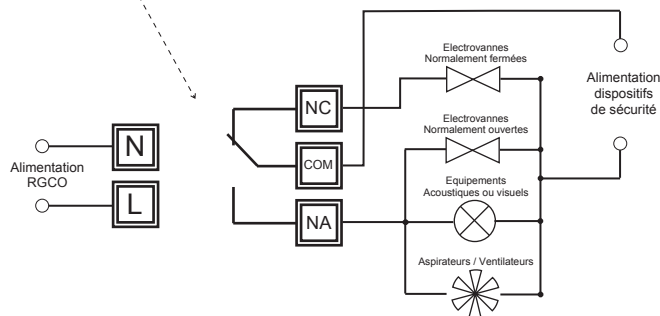 Electrovannes
Normalement fermées
Alimentation
dispositifs
de sécurité
NC
Electrovannes
Normalement ouvertes
N
COM
Alimentation
RGCO
Equipements
Acoustiques ou visuels
L
NA
Aspirateurs / Ventilateurs